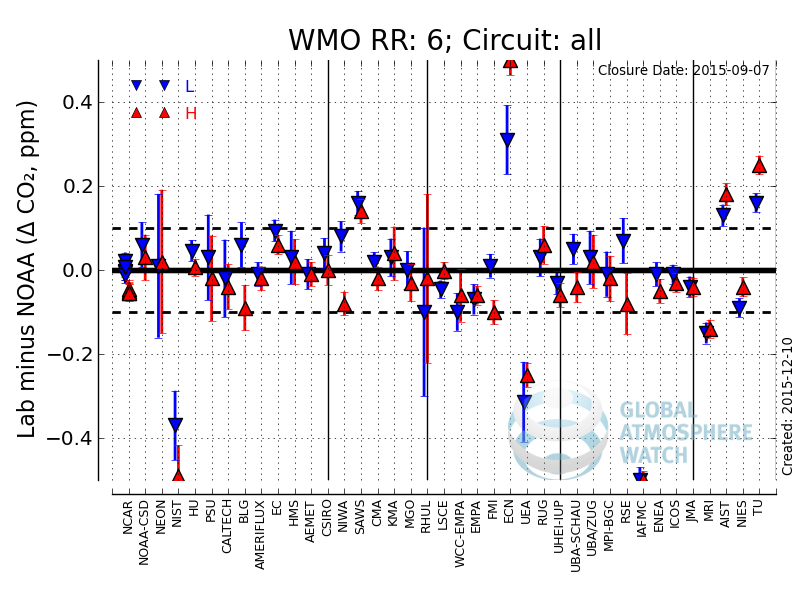 WMO RR: 6; Circuit: all
Closure Date: 2015-09-07
L
H
Lab minus NOAA (Δ CO₂, ppm)
0.4
0.2
0.0
−0.2
−0.4
GLOBAL
ATMOSPHERE
WATCH
Created: 2015-12-10
NCAR
NOAA-CSD
NEON
NIST
HU
PSU
CALTECH
BLG
AMERIFLUX
EC
HMS
AEMET
CSIRO
NIWA
SAWS
CMA
KMA
MGO
RHUL
LSCE
WCC-EMPA
EMPA
FMI
ECN
UEA
RUG
UHEI-IUP
UBA-SCHAU
UBA/ZUG
MPI-BGC
RSE
IAFMC
ENEA
ICOS
JMA
MRI
AIST
NIES
TU